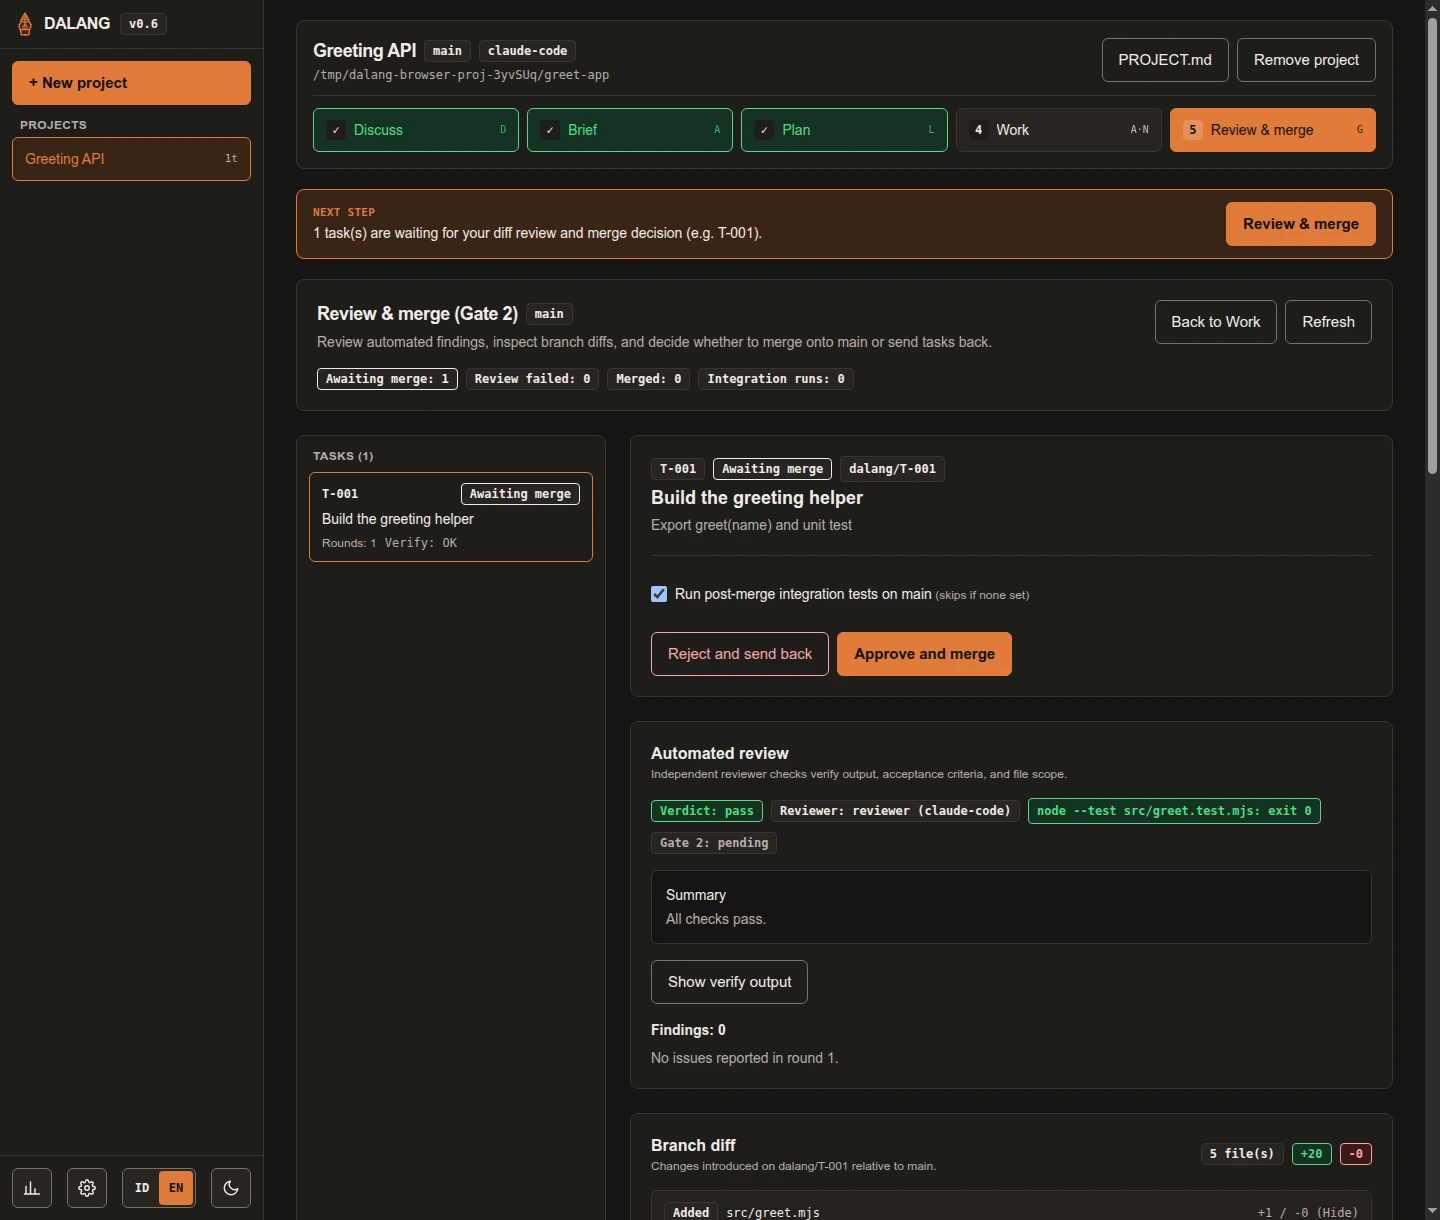 DALANG v0.6
+ New project
PROJECTS
Greeting API 1t
ID EN
Greeting API main claude-code
/tmp/dalang-browser-proj-3yvSUq/greet-app
PROJECT.md Remove project
✓ Discuss D ✓ Brief A ✓ Plan L 4 Work A·N 5 Review & merge G
NEXT STEP
1 task(s) are waiting for your diff review and merge decision (e.g. T-001).
Review & merge
Review & merge (Gate 2) main
Review automated findings, inspect branch diffs, and decide whether to merge onto main or send tasks back.
Back to Work Refresh
Awaiting merge: 1 Review failed: 0 Merged: 0 Integration runs: 0
TASKS (1)
T-001 Awaiting merge
Build the greeting helper
Rounds: 1 Verify: OK
T-001 Awaiting merge dalang/T-001
Build the greeting helper
Export greet(name) and unit test
Run post-merge integration tests on main (skips if none set)
Reject and send back Approve and merge
Automated review
Independent reviewer checks verify output, acceptance criteria, and file scope.
Verdict: pass Reviewer: reviewer (claude-code) node --test src/greet.test.mjs: exit 0
Gate 2: pending
Summary
All checks pass.
Show verify output
Findings: 0
No issues reported in round 1.
Branch diff
Changes introduced on dalang/T-001 relative to main.
5 file(s) +20 -0
Added src/greet.mjs +1 / -0 (Hide)